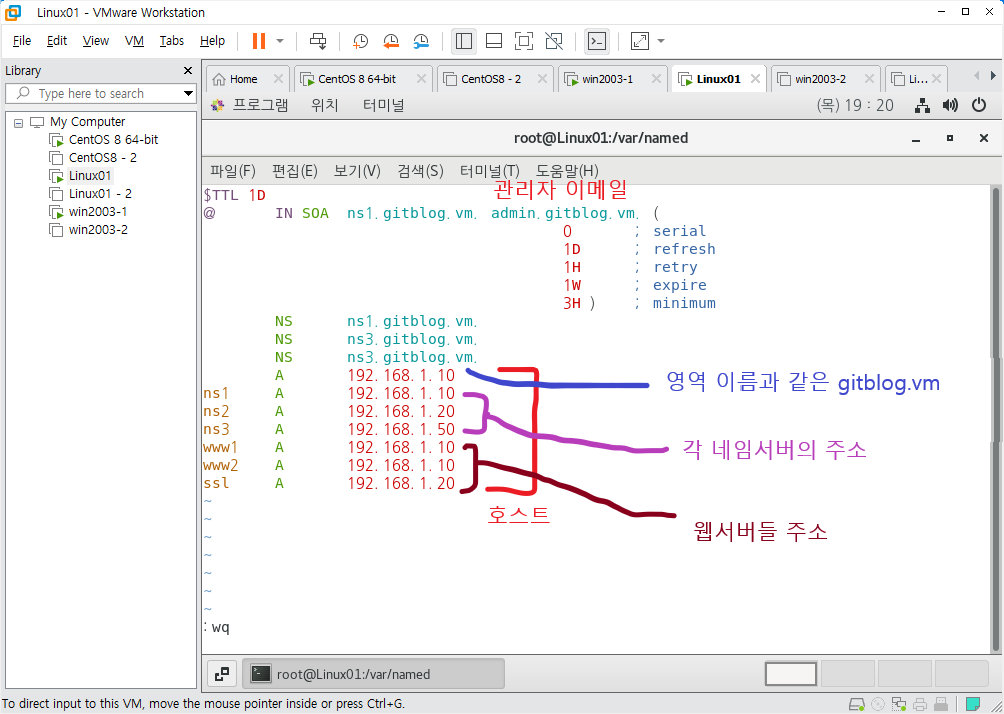 Linux01 - VMware Workstation
File Edit View VM Tabs Help
Library
Type here to search
My Computer
CentOS 8 64-bit
CentOS8 - 2
Linux01
Linux01 - 2
win2003-1
win2003-2
Home CentOS 8 64-bit CentOS8 - 2 win2003-1 Linux01 win2003-2 Li...
프로그램 위치 터미널 (목) 19 : 20
root@Linux01:/var/named
파일(F) 편집(E) 보기(V) 검색(S) 터미널(T) 도움말(H)
관리자 이메일
$TTL 1D
@ IN SOA ns1.gitblog.vm. admin.gitblog.vm. (
0 ; serial
1D ; refresh
1H ; retry
1W ; expire
3H ) ; minimum
NS ns1.gitblog.vm.
NS ns3.gitblog.vm.
NS ns3.gitblog.vm.
A 192.168.1.10
영역 이름과 같은 gitblog.vm
ns1 A 192.168.1.10
ns2 A 192.168.1.20
ns3 A 192.168.1.50
각 네임서버의 주소
www1 A 192.168.1.10
www2 A 192.168.1.10
ssl A 192.168.1.20
호스트
웹서버들 주소
~
~
~
~
~
~
~
:wq
root@Linux01:/var/named
To direct input to this VM, move the mouse pointer inside or press Ctrl+G.